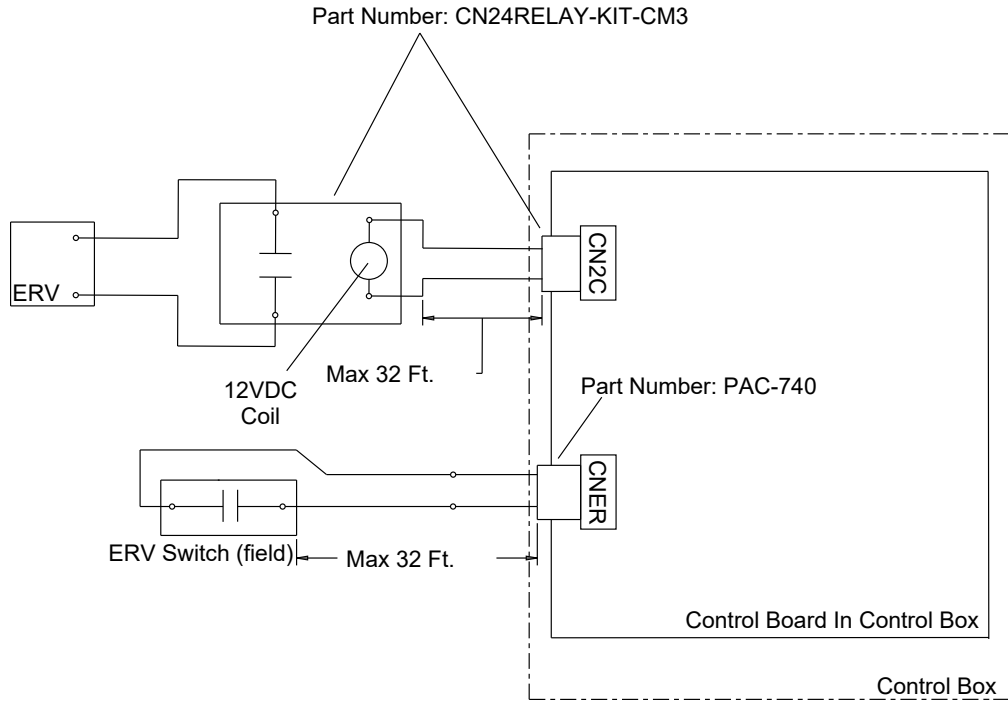 Part Number: CN24RELAY-KIT-CM3
CN2C
ERV
Max 32 Ft.
12VDC
Coil
Part Number: PAC-740
CNER
ERV Switch (field)
Max 32 Ft.
Control Board In Control Box
Control Box